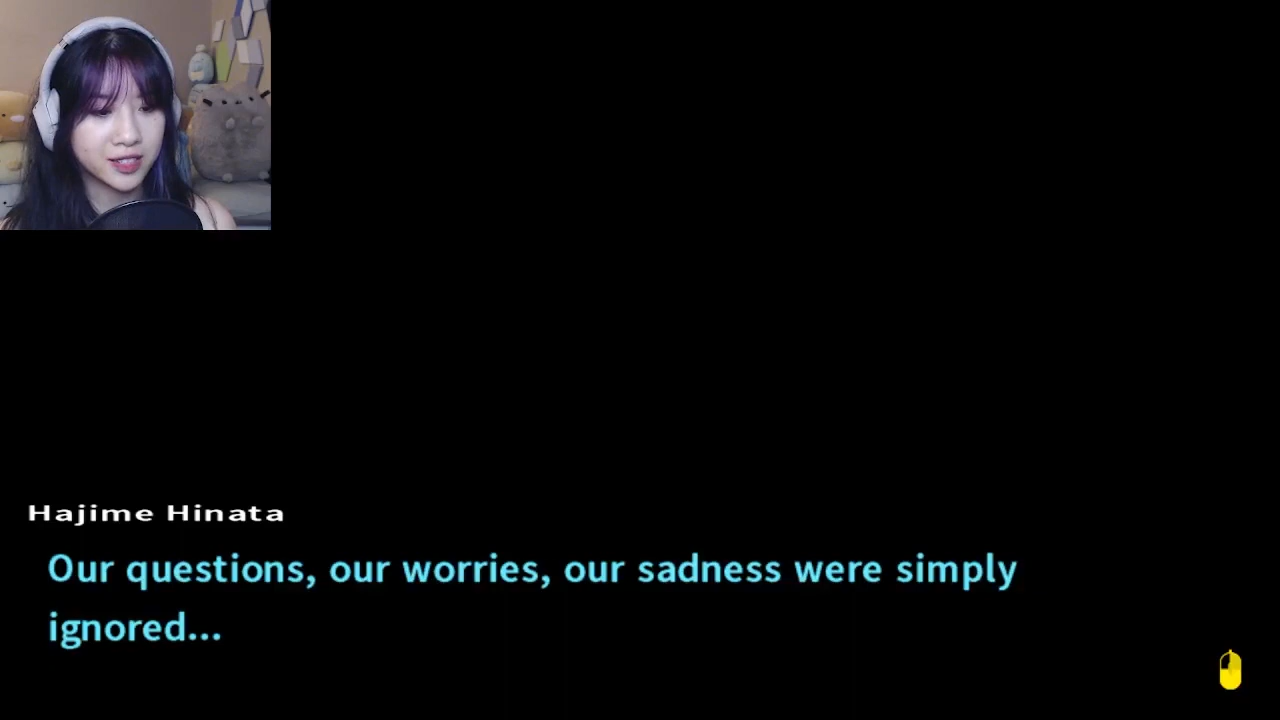 Hajime Hinata
Our questions, our worries, our sadness were simply
ignored...